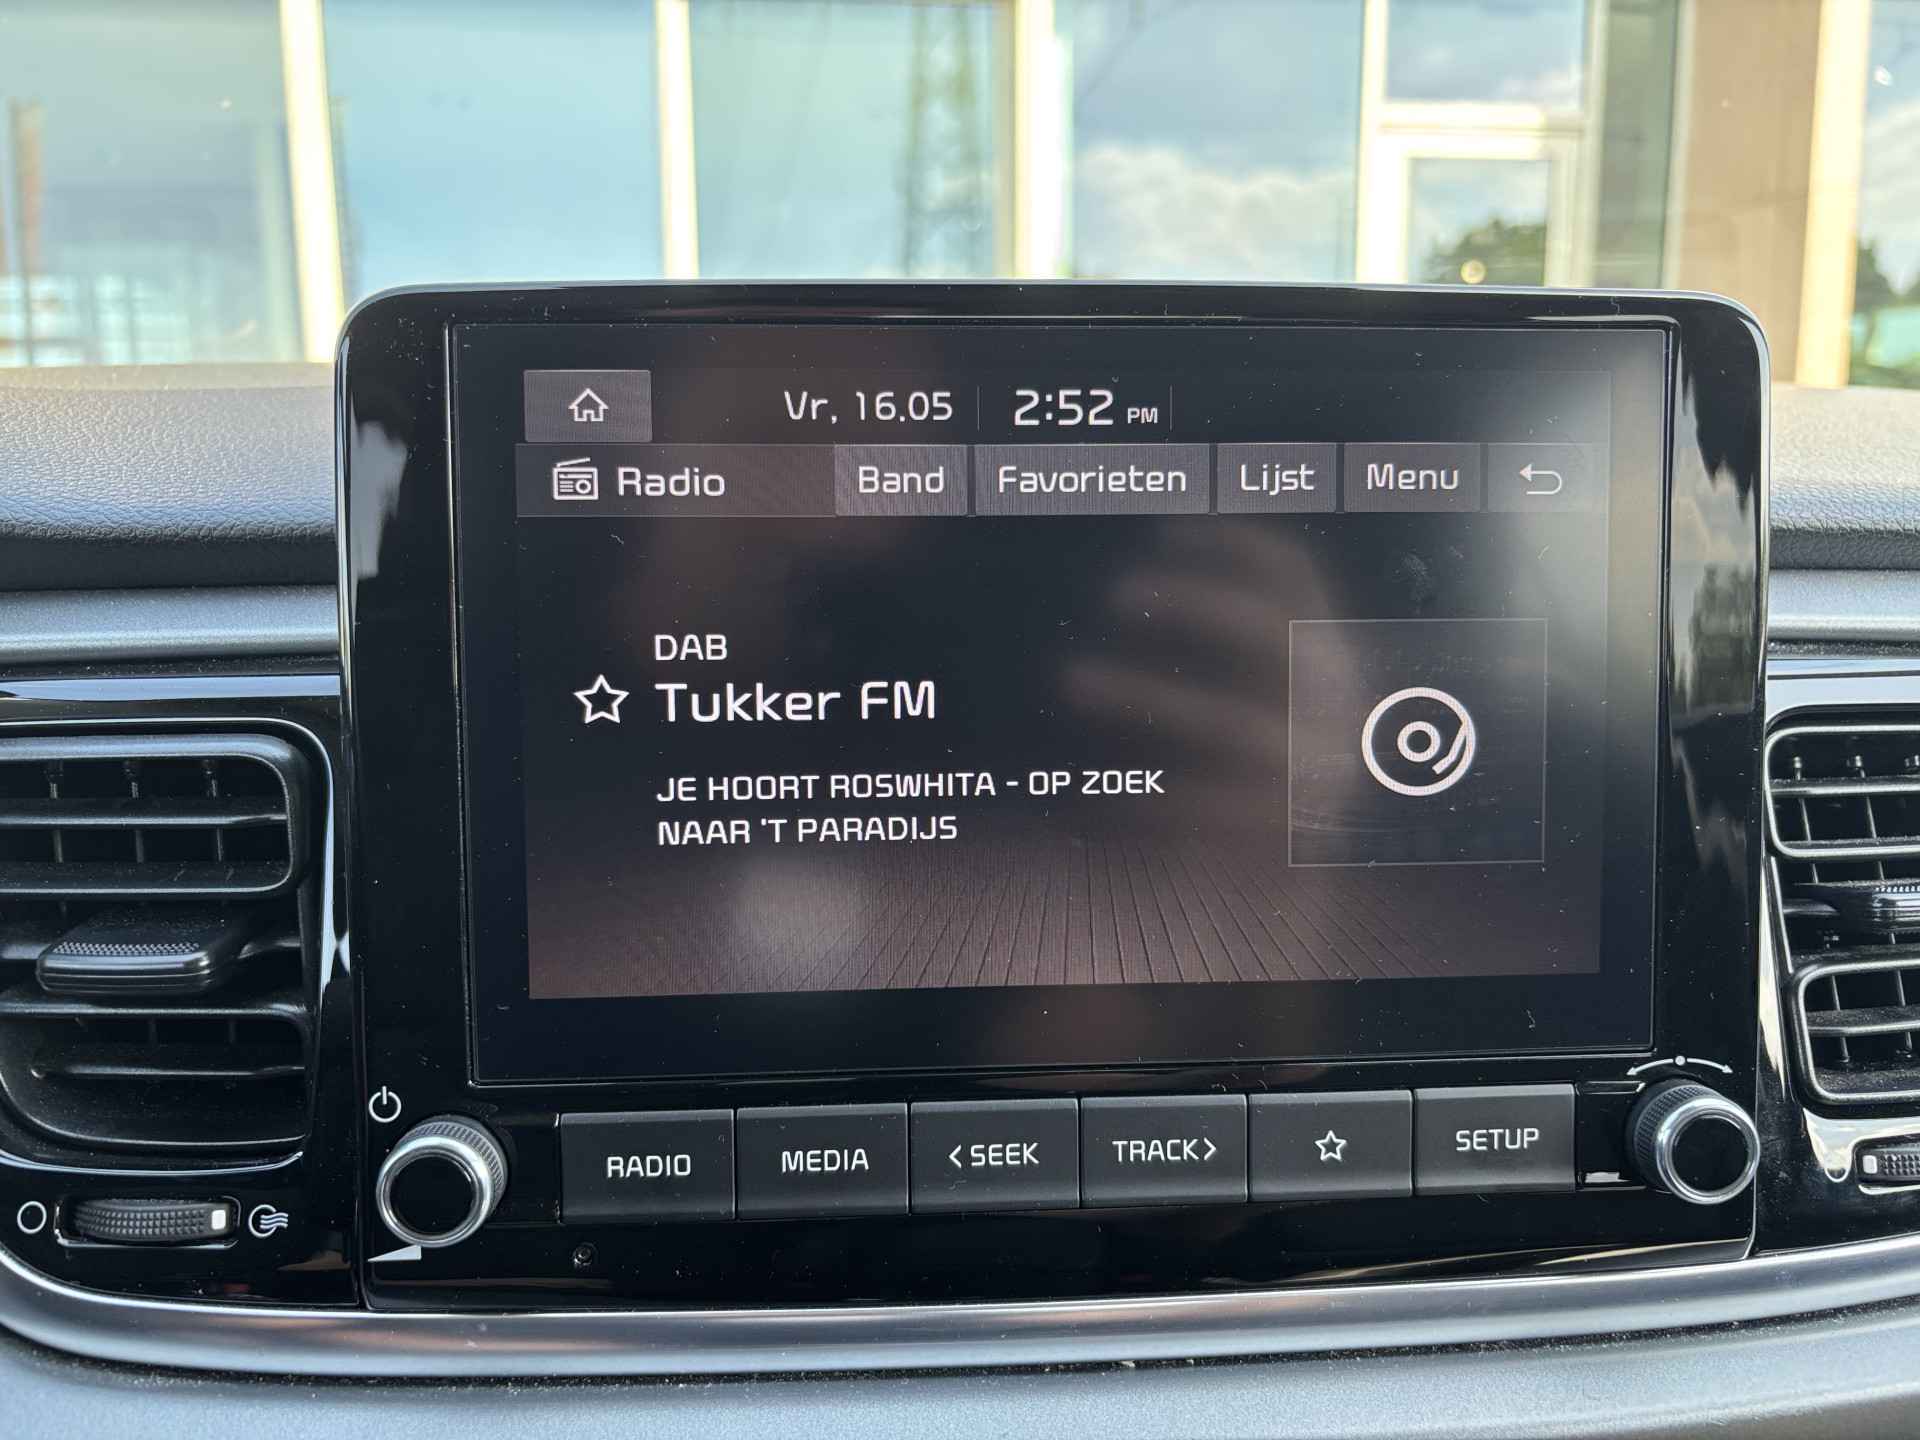 Vr, 16.05 2:52 PM
Radio Band Favorieten Lijst Menu
DAB
Tukker FM
JE HOORT ROSWHITA - OP ZOEK
NAAR 'T PARADIJS
RADIO MEDIA <SEEK TRACK> SETUP